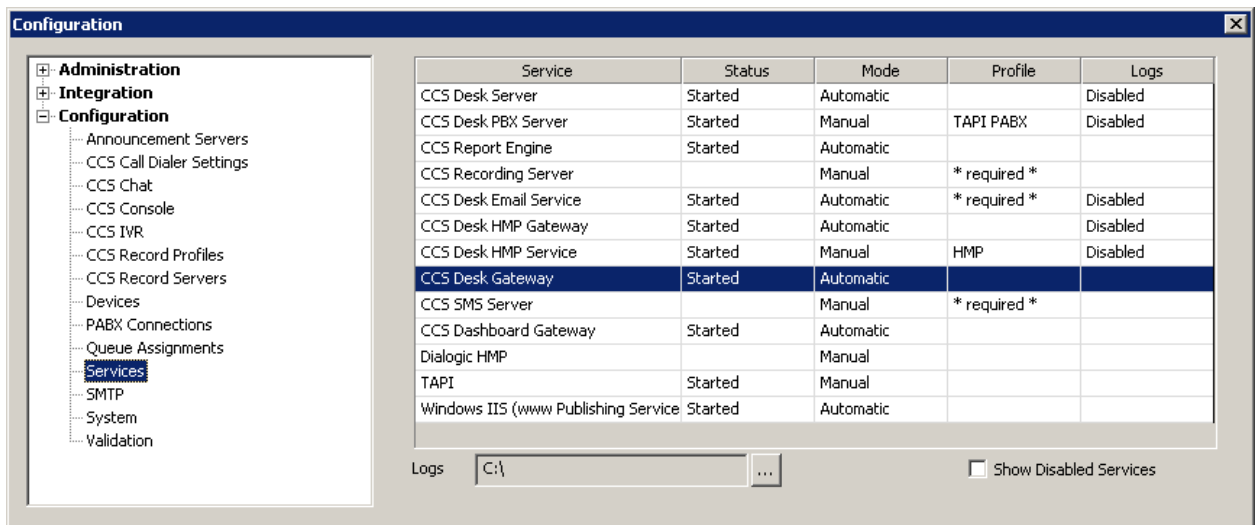 Configuration
Administration
Integration
Configuration
Announcement Servers
CCS Call Dialer Settings
CCS Chat
CCS Console
CCS IVR
CCS Record Profiles
CCS Record Servers
Devices
PABX Connections
Queue Assignments
Services
SMTP
System
Validation
Service Status Mode Profile Logs
CCS Desk Server Started Automatic Disabled
CCS Desk PBX Server Started Manual TAPI PABX Disabled
CCS Report Engine Started Automatic
CCS Recording Server Manual * required *
CCS Desk Email Service Started Automatic * required * Disabled
CCS Desk HMP Gateway Started Automatic Disabled
CCS Desk HMP Service Started Manual HMP Disabled
CCS Desk Gateway Started Automatic
CCS SMS Server Manual * required *
CCS Dashboard Gateway Started Automatic
Dialogic HMP Manual
TAPI Started Manual
Windows IIS (www Publishing Service Started Automatic
Logs C:\ ... Show Disabled Services